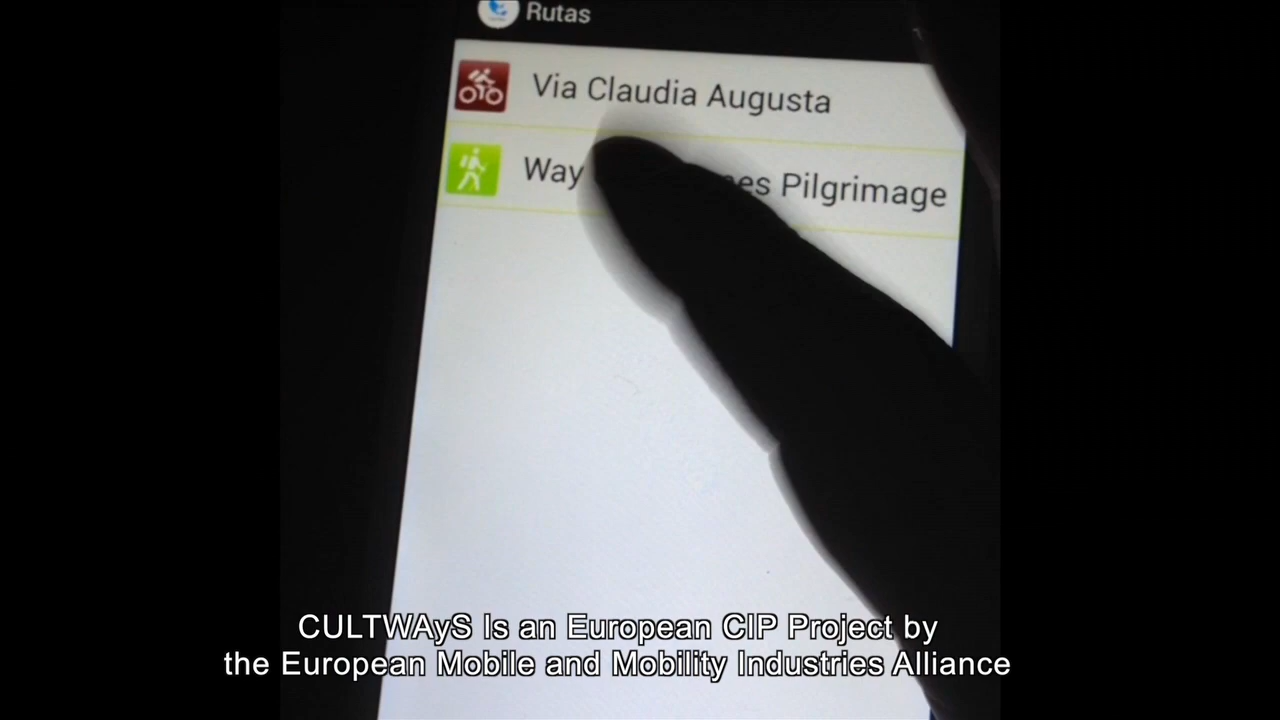 Rutas
Via Claudia Augusta
Way Pilgrimage
CULTWAyS Is an European CIP Project by
the European Mobile and Mobility Industries Alliance